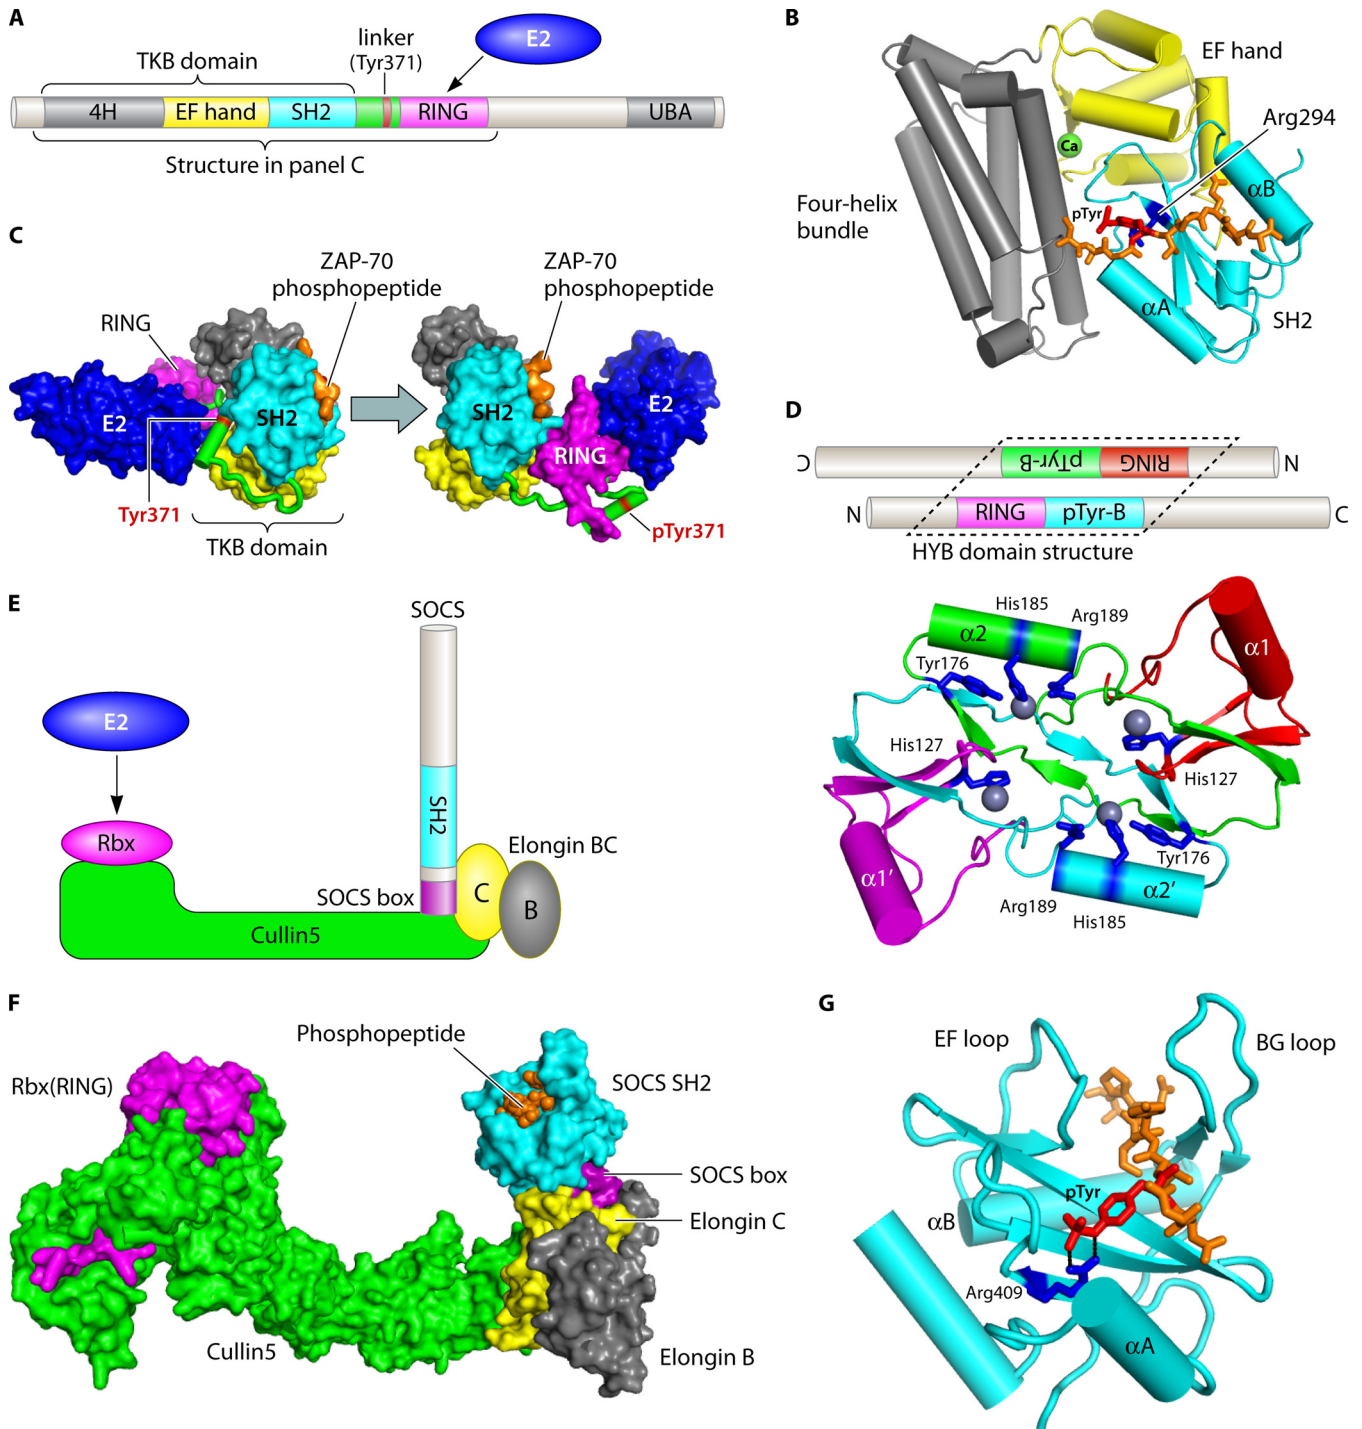 A
E2
linker
(Tyr371)
TKB domain
4H
EF hand
SH2
RING
UBA
Structure in panel C
B
EF hand
Arg294
Ca
αB
pTyr
Four-helix
bundle
αA
SH2
C
ZAP-70
phosphopeptide
ZAP-70
phosphopeptide
RING
E2
SH2
SH2
E2
RING
Tyr371
pTyr371
TKB domain
D
C
pTyr-B
RING
N
N
RING
pTyr-B
C
HYB domain structure
His185
Arg189
α2
α1
Tyr176
His127
His127
Tyr176
α1′
α2′
Arg189
His185
E
SOCS
E2
SH2
Rbx
Elongin BC
C
SOCS box
B
Cullin5
F
Phosphopeptide
Rbx(RING)
SOCS SH2
SOCS box
Elongin C
Cullin5
Elongin B
G
EF loop
BG loop
pTyr
αB
Arg409
αA